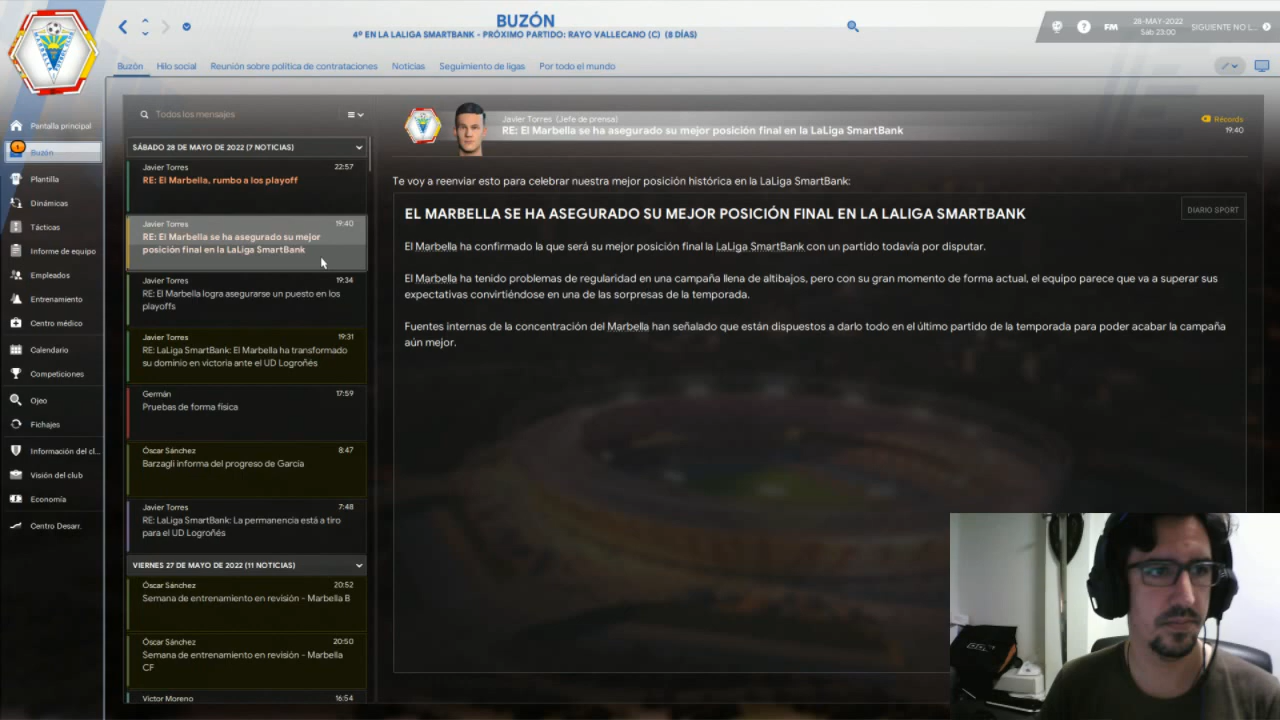 BUZÓN
4º EN LA LALIGA SMARTBANK - PRÓXIMO PARTIDO: RAYO VALLECANO (C) (8 DÍAS)
FM
28-MAY-2022
Sáb 23:00
SIGUIENTE NO L...
Buzón
Hilo social
Reunión sobre política de contrataciones
Noticias
Seguimiento de ligas
Por todo el mundo
Pantalla principal
1
Buzón
Plantilla
Dinámicas
Tácticas
Informe de equipo
Empleados
Entrenamiento
Centro médico
Calendario
Competiciones
Ojeo
Fichajes
Información del cl...
Visión del club
Economía
Centro Desarr.
Todos los mensajes
SÁBADO 28 DE MAYO DE 2022 (7 NOTICIAS)
Javier Torres 22:57
RE: El Marbella, rumbo a los playoff
Javier Torres 19:40
RE: El Marbella se ha asegurado su mejor
posición final en la LaLiga SmartBank
Javier Torres 19:34
RE: El Marbella logra asegurarse un puesto en los
playoffs
Javier Torres 19:31
RE: LaLiga SmartBank: El Marbella ha transformado
su dominio en victoria ante el UD Logroñés
Germán 17:59
Pruebas de forma física
Óscar Sánchez 8:47
Barzagli informa del progreso de García
Javier Torres 7:48
RE: LaLiga SmartBank: La permanencia está a tiro
para el UD Logroñés
VIERNES 27 DE MAYO DE 2022 (11 NOTICIAS)
Óscar Sánchez 20:52
Semana de entrenamiento en revisión - Marbella B
Óscar Sánchez 20:50
Semana de entrenamiento en revisión - Marbella
CF
Víctor Moreno 16:54
Javier Torres (Jefe de prensa)
RE: El Marbella se ha asegurado su mejor posición final en la LaLiga SmartBank
Récords
19:40
Te voy a reenviar esto para celebrar nuestra mejor posición histórica en la LaLiga SmartBank:
EL MARBELLA SE HA ASEGURADO SU MEJOR POSICIÓN FINAL EN LA LALIGA SMARTBANK
DIARIO SPORT
El Marbella ha confirmado la que será su mejor posición final la LaLiga SmartBank con un partido todavía por disputar.
El Marbella ha tenido problemas de regularidad en una campaña llena de altibajos, pero con su gran momento de forma actual, el equipo parece que va a superar sus
expectativas convirtiéndose en una de las sorpresas de la temporada.
Fuentes internas de la concentración del Marbella han señalado que están dispuestos a darlo todo en el último partido de la temporada para poder acabar la campaña
aún mejor.